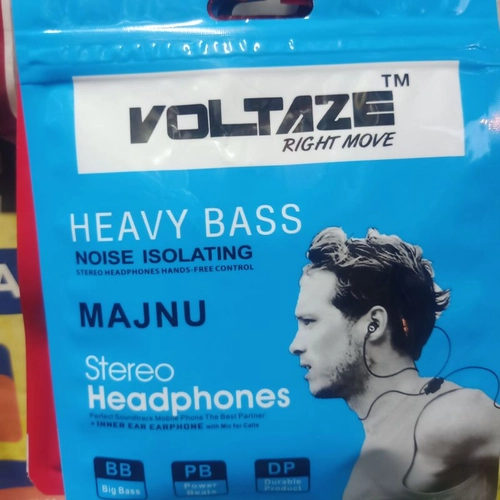 VOLTAZE™
RIGHT MOVE
HEAVY BASS
NOISE ISOLATING
STEREO HEADPHONES HANDS-FREE CONTROL
MAJNU
Stereo
Headphones
Perfect Soundtrack Mobile Phone The Best Partner
+ INNER EAR EARPHONE with Mic for Calls
BB
PB
DP
Big Bass
Power Beats
Durable Product
A